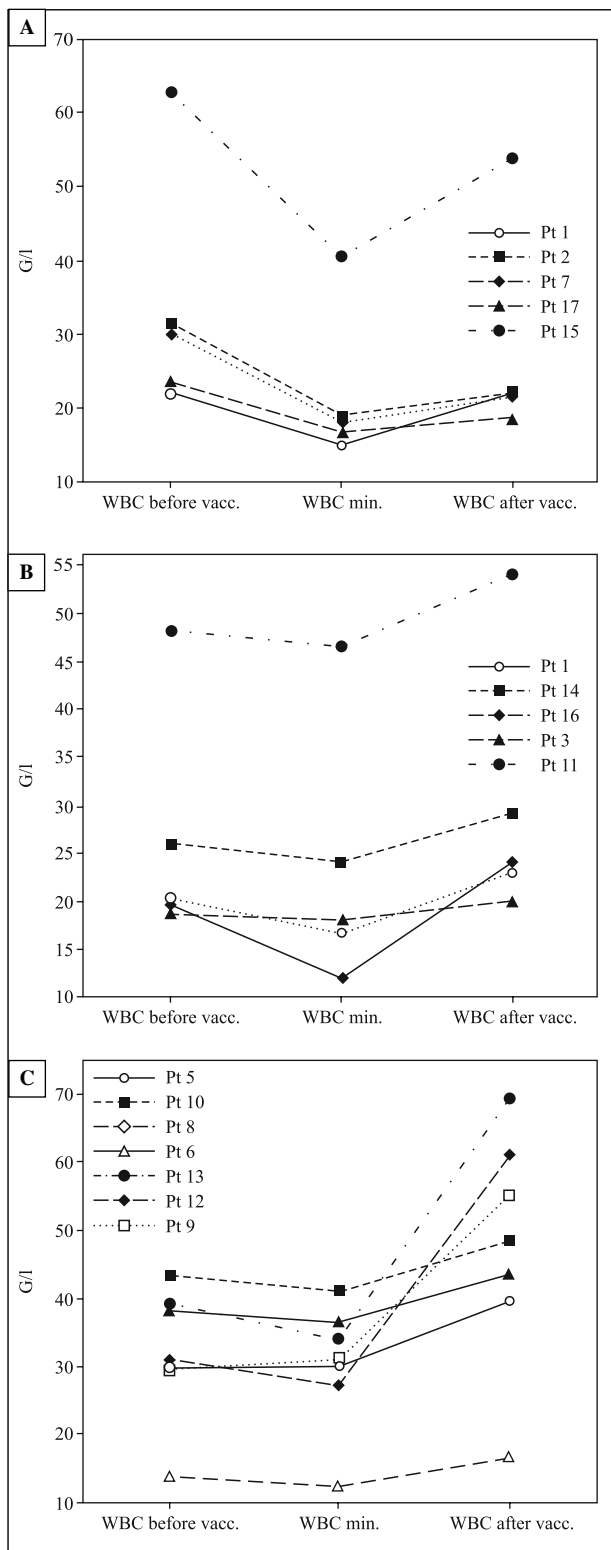 A
70
60
50
40
30
20
10
G/l
Pt 1
Pt 2
Pt 7
Pt 17
Pt 15
WBC before vacc.
WBC min.
WBC after vacc.
B
55
50
45
40
35
30
25
20
15
10
G/l
Pt 1
Pt 14
Pt 16
Pt 3
Pt 11
WBC before vacc.
WBC min.
WBC after vacc.
C
70
60
50
40
30
20
10
G/l
Pt 5
Pt 10
Pt 8
Pt 6
Pt 13
Pt 12
Pt 9
WBC before vacc.
WBC min.
WBC after vacc.